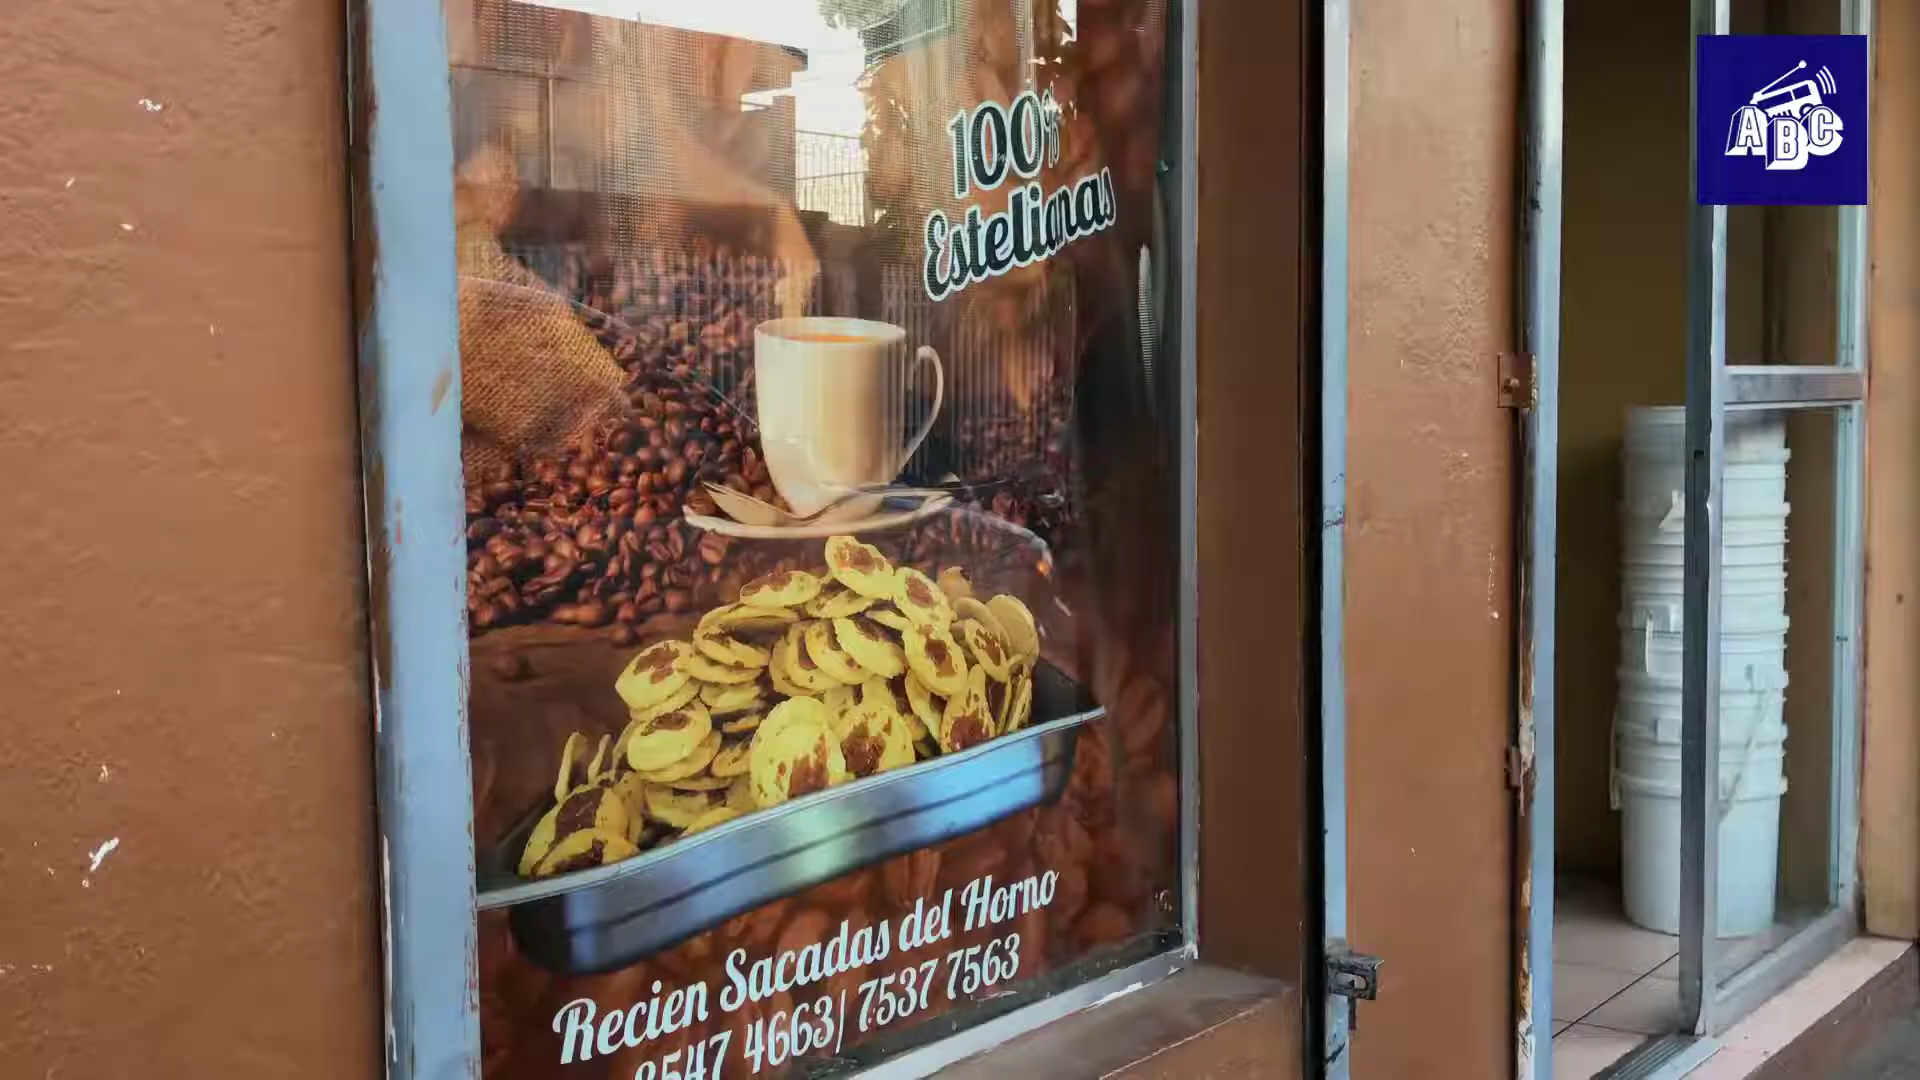 ABC
100%
Estelianas
Recien Sacadas del Horno
8547 4663/ 7537 7563